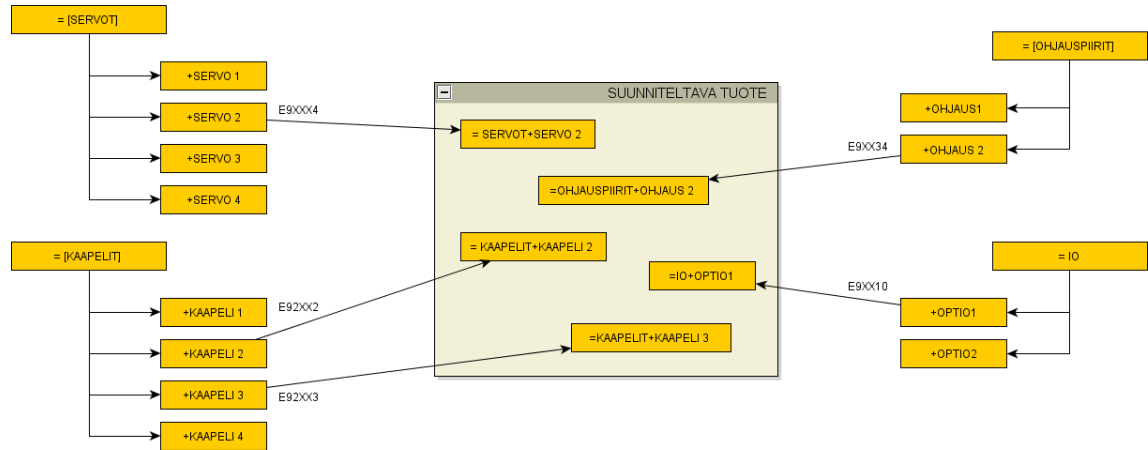 = [SERVOT]
+SERVO 1
+SERVO 2
+SERVO 3
+SERVO 4
E9XXX4
= [KAAPELIT]
+KAAPELI 1
+KAAPELI 2
+KAAPELI 3
+KAAPELI 4
E92XX2
E92XX3
SUUNNITELTAVA TUOTE
= SERVOT+SERVO 2
=OHJAUSPIIRIT+OHJAUS 2
= KAAPELIT+KAAPELI 2
=IO+OPTIO1
=KAAPELIT+KAAPELI 3
= [OHJAUSPIIRIT]
+OHJAUS1
+OHJAUS 2
E9XX34
= IO
+OPTIO1
+OPTIO2
E9XX10